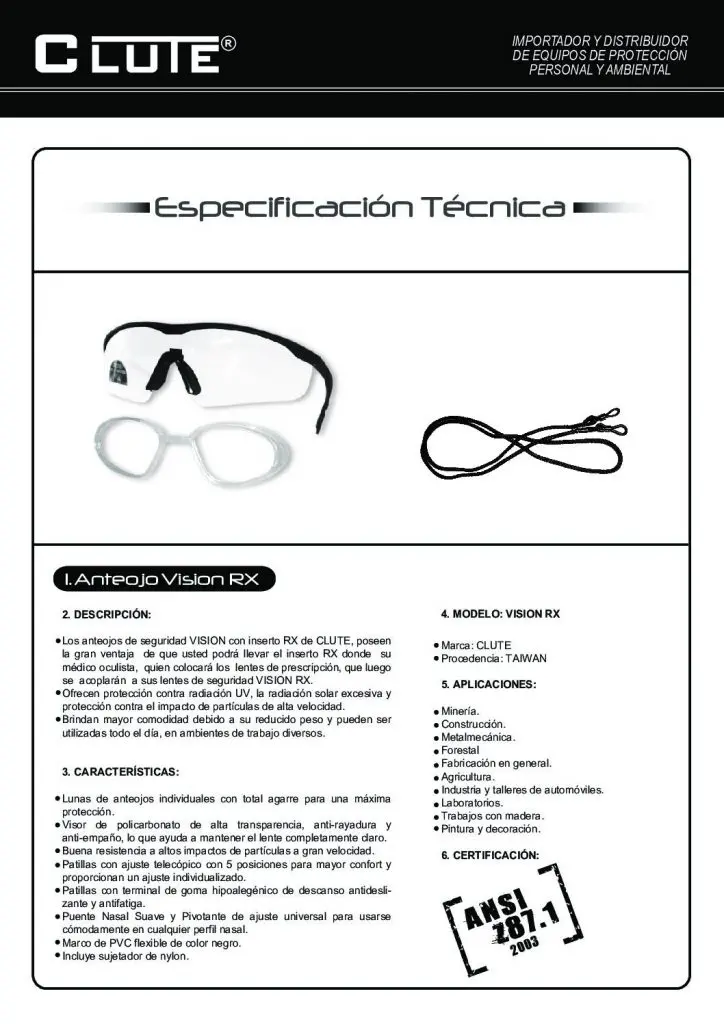 CLUTE®
IMPORTADOR Y DISTRIBUIDOR
DE EQUIPOS DE PROTECCIÓN
PERSONAL Y AMBIENTAL
Especificación Técnica
1. Anteojo Vision RX
2. DESCRIPCIÓN:
●Los anteojos de seguridad VISION con inserto RX de CLUTE, poseen
la gran ventaja de que usted podrá llevar el inserto RX donde su
médico oculista, quien colocará los lentes de prescripción, que luego
se acoplarán a sus lentes de seguridad VISION RX.
●Ofrecen protección contra radiación UV, la radiación solar excesiva y
protección contra el impacto de partículas de alta velocidad.
●Brindan mayor comodidad debido a su reducido peso y pueden ser
utilizadas todo el día, en ambientes de trabajo diversos.
3. CARACTERÍSTICAS:
●Lunas de anteojos individuales con total agarre para una máxima
protección.
●Visor de policarbonato de alta transparencia, anti-rayadura y
anti-empaño, lo que ayuda a mantener el lente completamente claro.
●Buena resistencia a altos impactos de partículas a gran velocidad.
●Patillas con ajuste telecópico con 5 posiciones para mayor confort y
proporcionan un ajuste individualizado.
●Patillas con terminal de goma hipoalegénico de descanso antidesli-
zante y antifatiga.
●Puente Nasal Suave y Pivotante de ajuste universal para usarse
cómodamente en cualquier perfil nasal.
●Marco de PVC flexible de color negro.
●Incluye sujetador de nylon.
4. MODELO: VISION RX
●Marca: CLUTE
●Procedencia: TAIWAN
5. APLICACIONES:
●Minería.
●Construcción.
●Metalmecánica.
●Forestal
●Fabricación en general.
●Agricultura.
●Industria y talleres de automóviles.
●Laboratorios.
●Trabajos con madera.
●Pintura y decoración.
6. CERTIFICACIÓN:
ANSI
Z87.1
2003